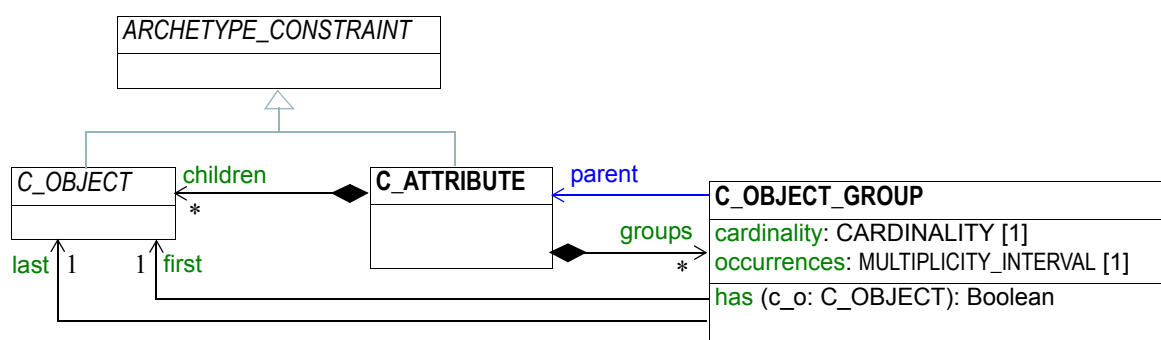 ARCHETYPE_CONSTRAINT
C_OBJECT
children
*
C_ATTRIBUTE
parent
C_OBJECT_GROUP
groups
*
cardinality: CARDINALITY [1]
occurrences: MULTIPLICITY_INTERVAL [1]
last 1
1 first
has (c_o: C_OBJECT): Boolean